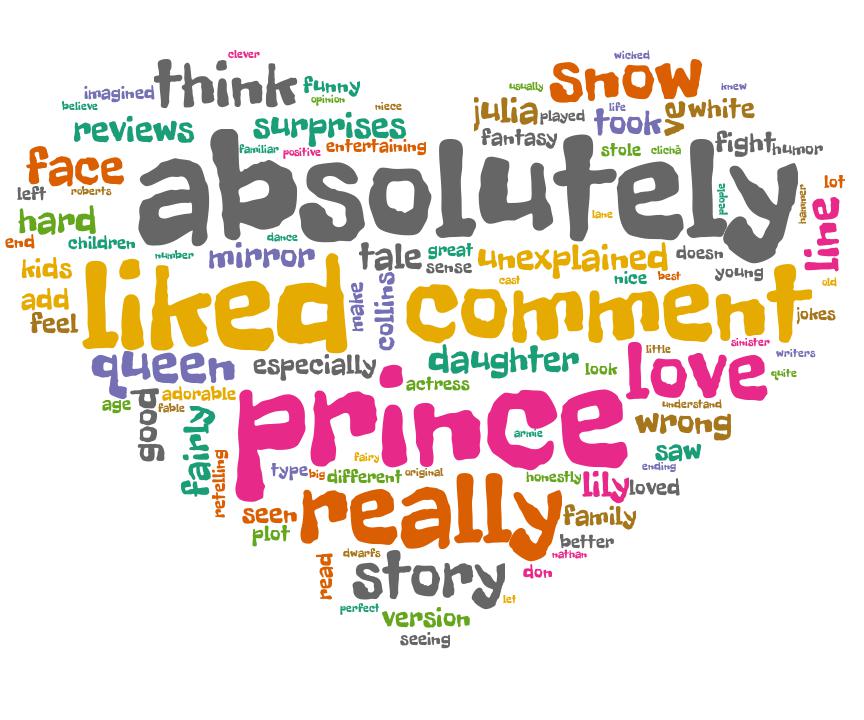 clever
wicked
think
snow
imagined
funny
usually
knew
believe
opinion
niece
julia
played
life
took
ve
white
reviews
surprises
fantasy
familiar
positive
entertaining
stole
clichã
fight
humor
face
absolutely
left
roberts
people
hammer
lot
hard
lane
line
end
children
dance
number
mirror
tale
great
sense
unexplained
doesn
kids
cast
nice
best
young
old
add
liked
make
collins
comment
jokes
feel
sinister
little
writers
queen
especially
daughter
look
love
quite
actress
age
good
fable
adorable
prince
understand
wrong
fairly
armie
saw
retelling
fairy
ending
type
big
different
original
honestly
lily
loved
seen
really
family
plot
better
nathan
read
dwarfs
story
don
let
perfect
version
seeing